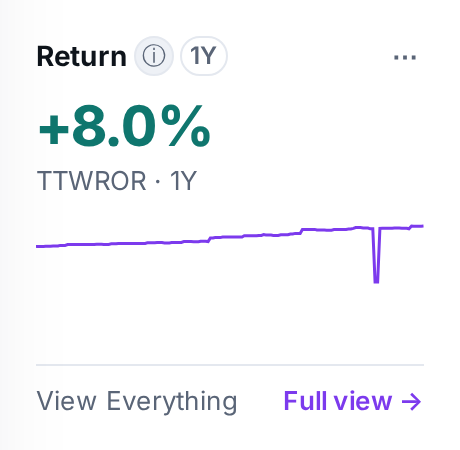 Return ⓘ 1Y ...
+8.0%
TTWROR · 1Y
View Everything Full view →